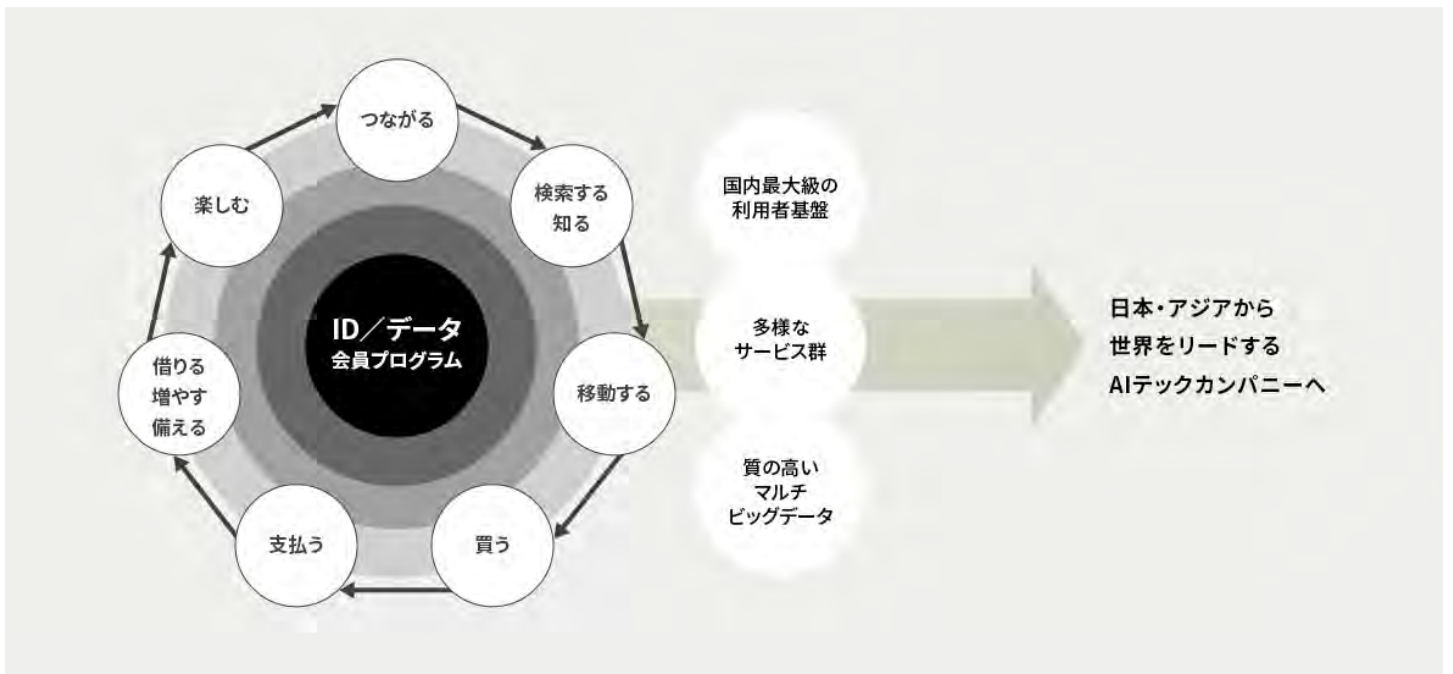 つながる
検索する
知る
移動する
買う
支払う
借りる
増やす
備える
楽しむ
ID／データ
会員プログラム
国内最大級の
利用者基盤
多様な
サービス群
質の高い
マルチ
ビッグデータ
日本・アジアから
世界をリードする
AIテックカンパニーへ